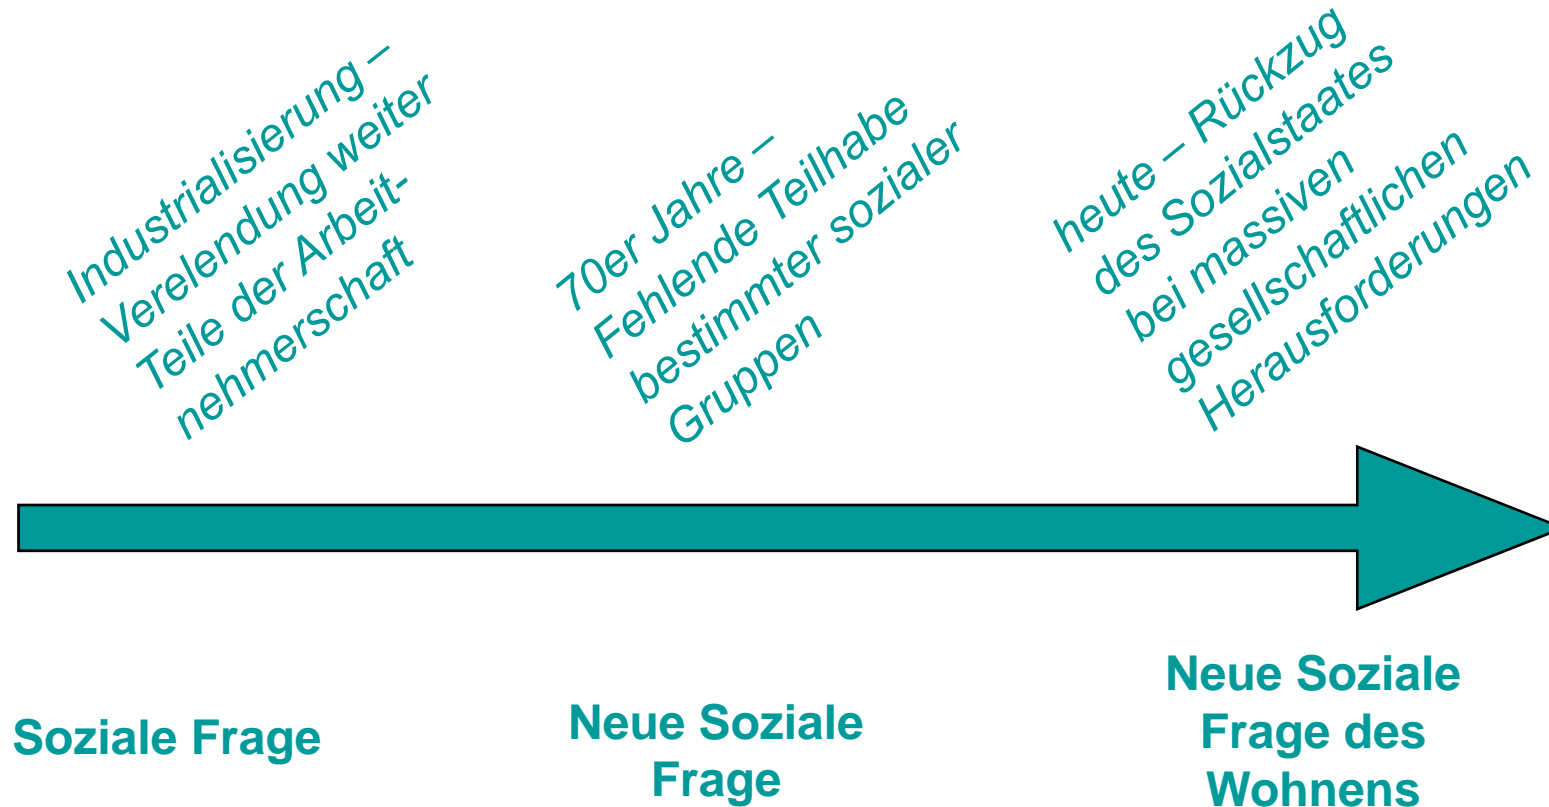 Industrialisierung –
Verelendung weiter
Teile der Arbeit-
nehmerschaft
70er Jahre –
Fehlende Teilhabe
bestimmter sozialer
Gruppen
heute – Rückzug
des Sozialstaates
bei massiven
gesellschaftlichen
Herausforderungen
Soziale Frage
Neue Soziale
Frage
Neue Soziale
Frage des
Wohnens